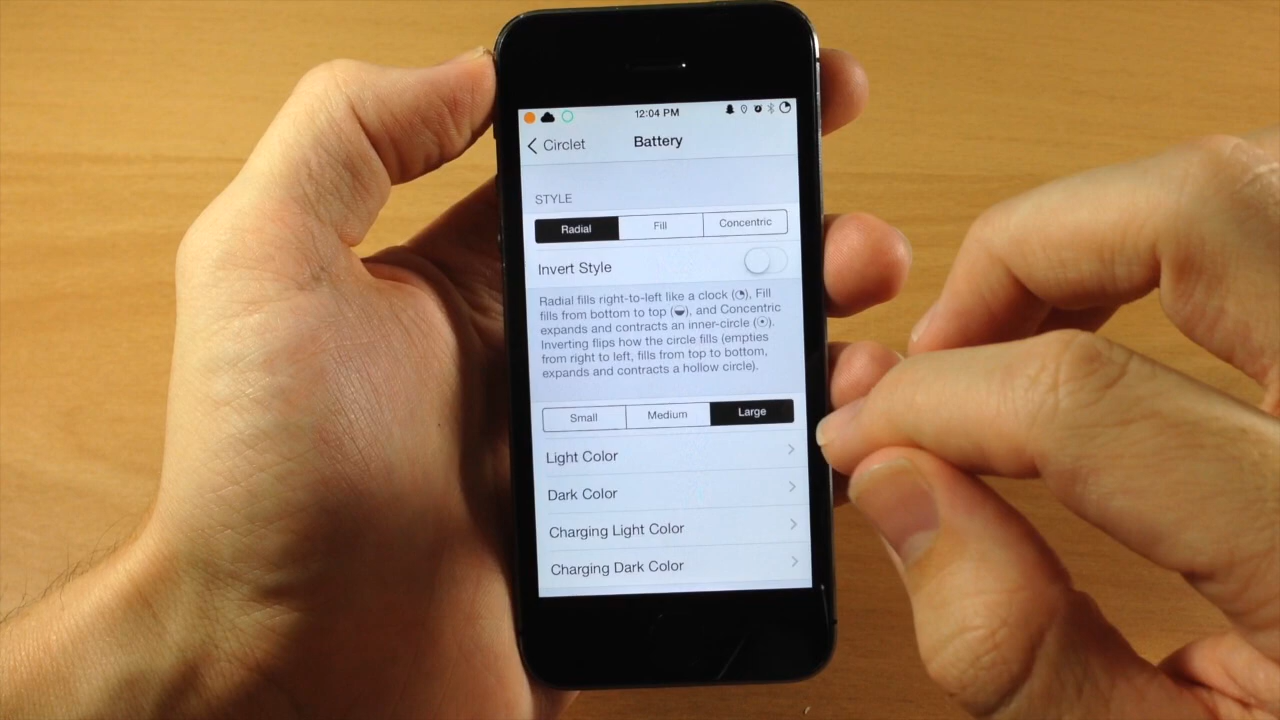 12:04 PM
Circlet
Battery
STYLE
Radial
Fill
Concentric
Invert Style
Radial fills right-to-left like a clock (), Fill
fills from bottom to top (), and Concentric
expands and contracts an inner-circle ().
Inverting flips how the circle fills (empties
from right to left, fills from top to bottom,
expands and contracts a hollow circle).
Small
Medium
Large
Light Color
Dark Color
Charging Light Color
Charging Dark Color